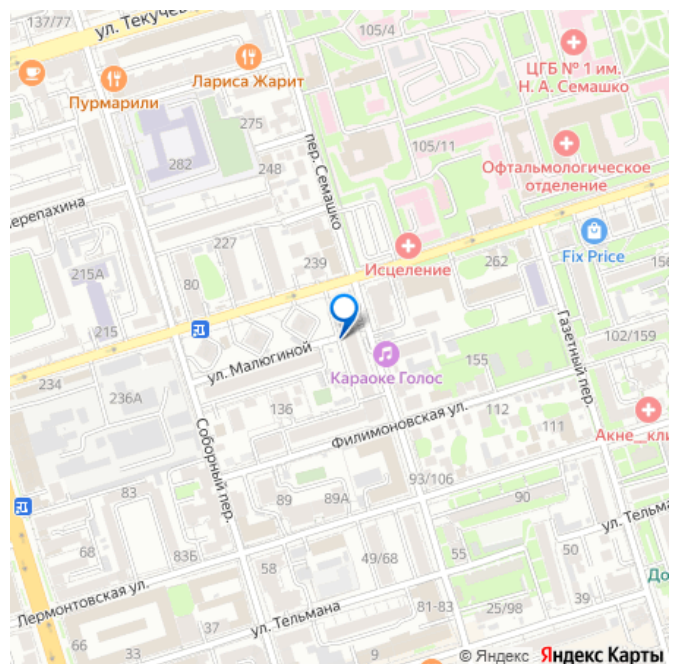 137/77
ул. Текучев
105/4
Лариса Жарит
Пурмарили
ЦГБ № 1 им.
Н. А. Семашко
275
пер. Семашко
282
248
105/11
Офтальмологическое
отделение
ерепахина
227
239
Исцеление
262
Fix Price
156
215А
80
215
Газетный пер.
102/159
ул. Малюгиной
Караоке Голос
155
234
236А
136
Филимоновская ул.
112
111
Акне_кли
Соборный пер.
83
89
89А
93/106
90
ул. Тельма
68
83Б
58
49/68
55
50
До
Лермонтовская ул.
ул. Тельмана
81-83
25/98
39
66
33
37
9
© Яндекс Яндекс Карты